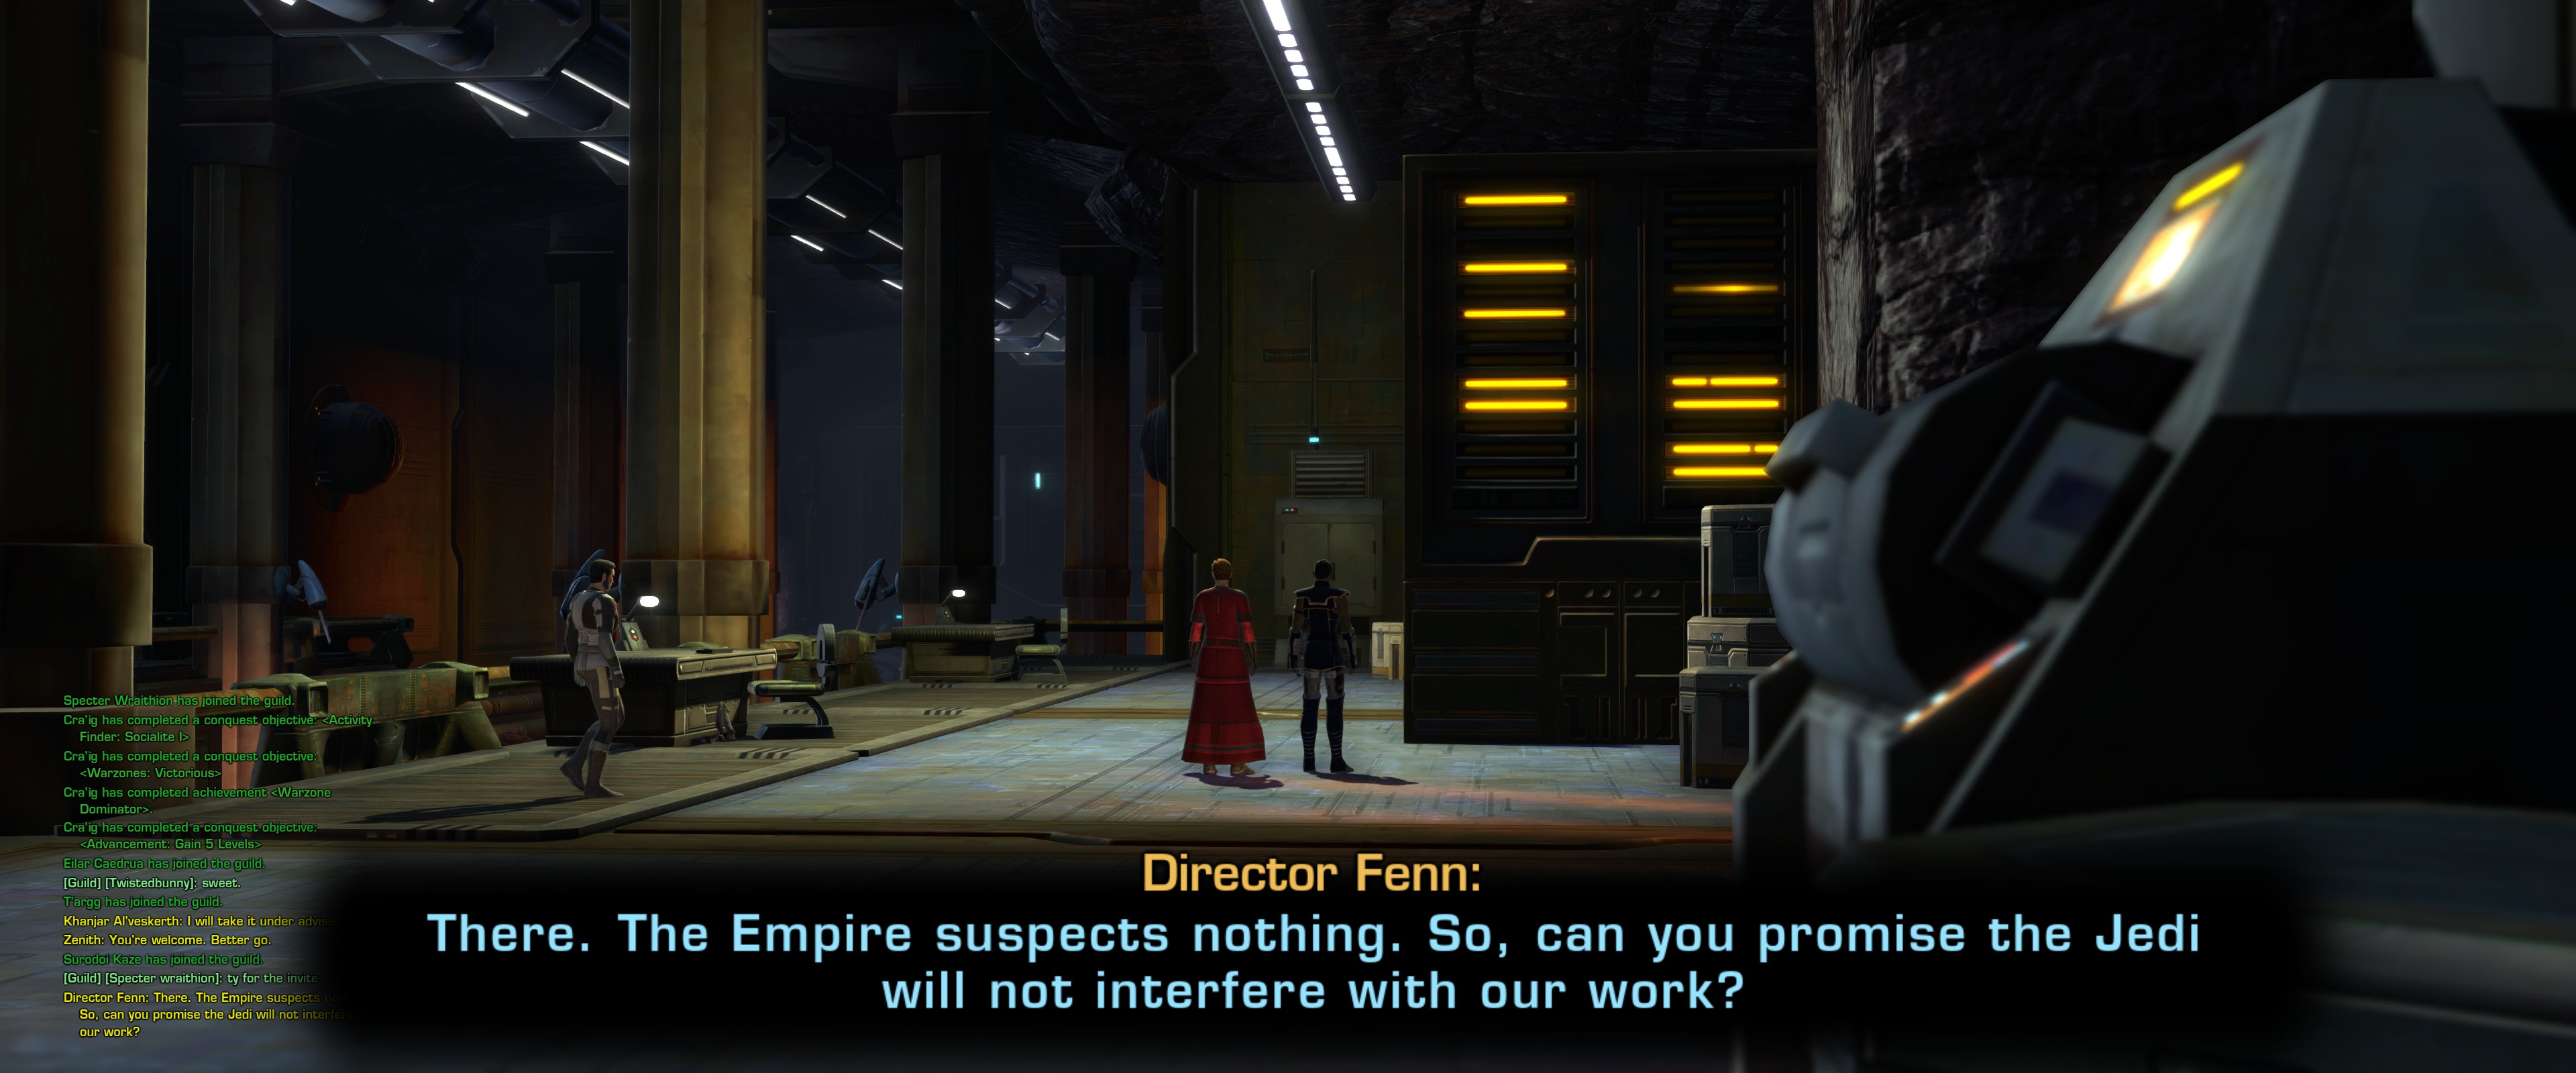 Specter Wraithion has joined the guild.
Cra'ig has completed a conquest objective: <Activity
Finder: Socialite I>
Cra'ig has completed a conquest objective:
<Warzones: Victorious>
Cra'ig has completed achievement <Warzone
Dominator>.
Cra'ig has completed a conquest objective:
<Advancement: Gain 5 Levels>
Eilar Caedrua has joined the guild.
[Guild] [Twistedbunny]: sweet.
T'argg has joined the guild.
Khanjar Al'veskerth: I will take it under
Zenith: You're welcome. Better go.
Surodoi Kaze has joined the guild.
[Guild] [Specter wraithion]: ty for the invite
Director Fenn: There. The Empire suspects
So, can you promise the Jedi will not interfere
our work?
Director Fenn:
There. The Empire suspects nothing. So, can you promise the Jedi
will not interfere with our work?